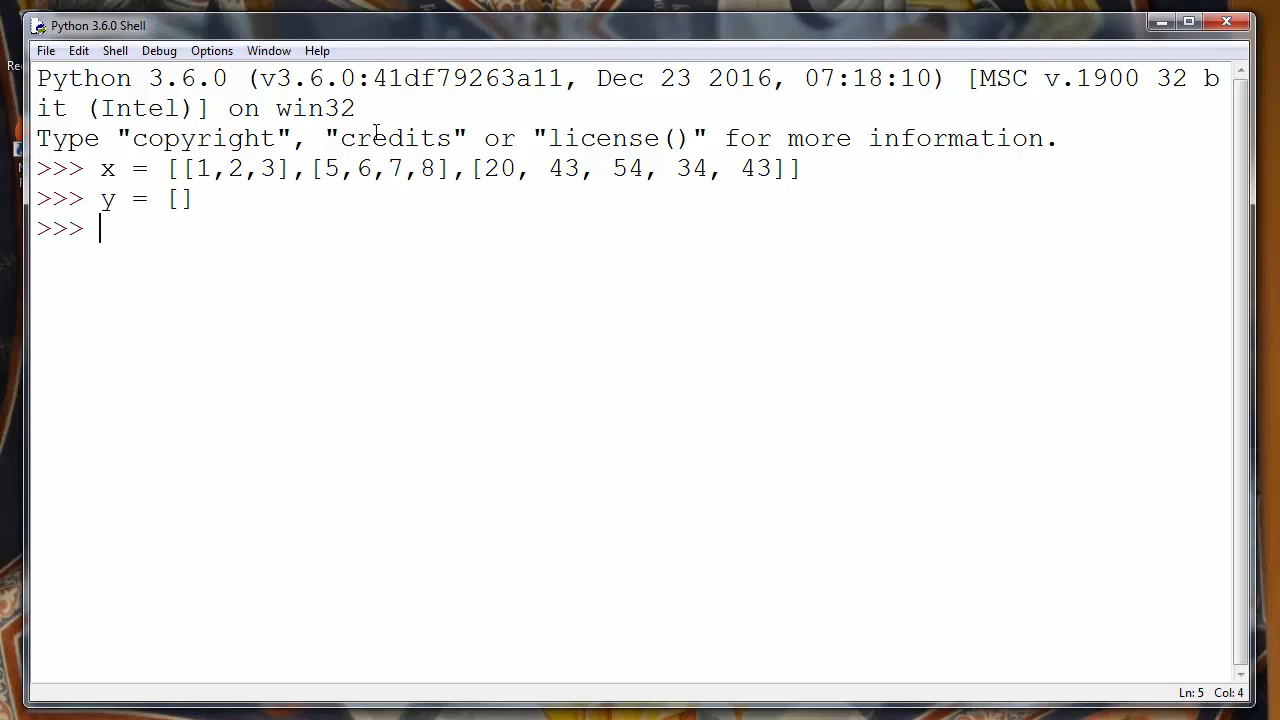 Python 3.6.0 Shell
File Edit Shell Debug Options Window Help
Python 3.6.0 (v3.6.0:41df79263a11, Dec 23 2016, 07:18:10) [MSC v.1900 32 b
it (Intel)] on win32
Type "copyright", "credits" or "license()" for more information.
>>> x = [[1,2,3],[5,6,7,8],[20, 43, 54, 34, 43]]
>>> y = []
>>>
Ln: 5 Col: 4